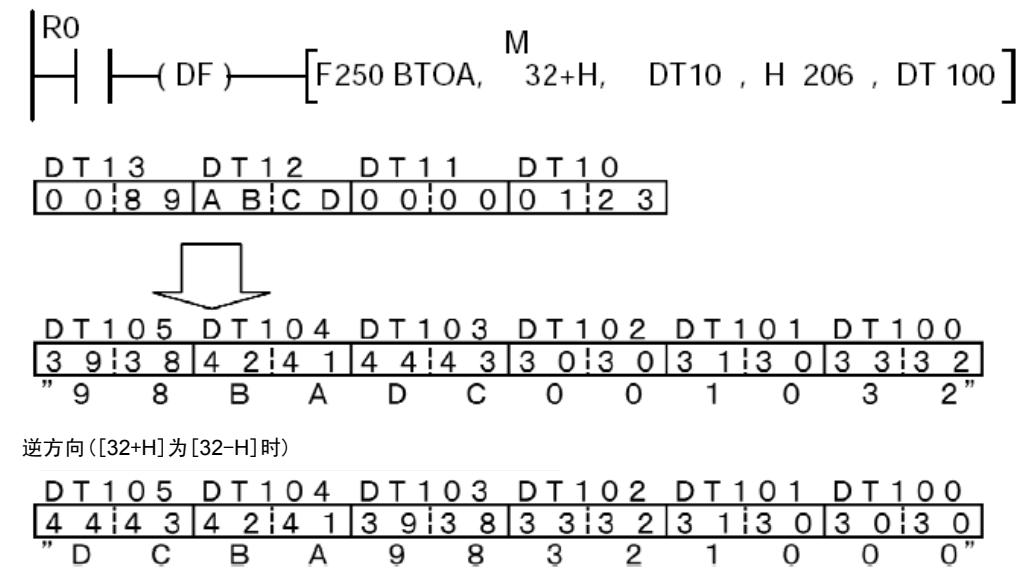 R0
M
( DF ) [F250 BTOA, 32+H, DT10 , H 206 , DT 100]
DT13 DT12 DT11 DT10
0 0 8 9 A B C D 0 0 0 0 0 1 2 3
DT105 DT104 DT103 DT102 DT101 DT100
3 9 3 8 4 2 4 1 4 4 4 3 3 0 3 0 3 1 3 0 3 3 3 2
” 9 8 B A D C 0 0 1 0 3 2”
逆方向([32+H]为[32-H]时)
DT105 DT104 DT103 DT102 DT101 DT100
4 4 4 3 4 2 4 1 3 9 3 8 3 3 3 2 3 1 3 0 3 0 3 0
” D C B A 9 8 3 2 1 0 0 0”